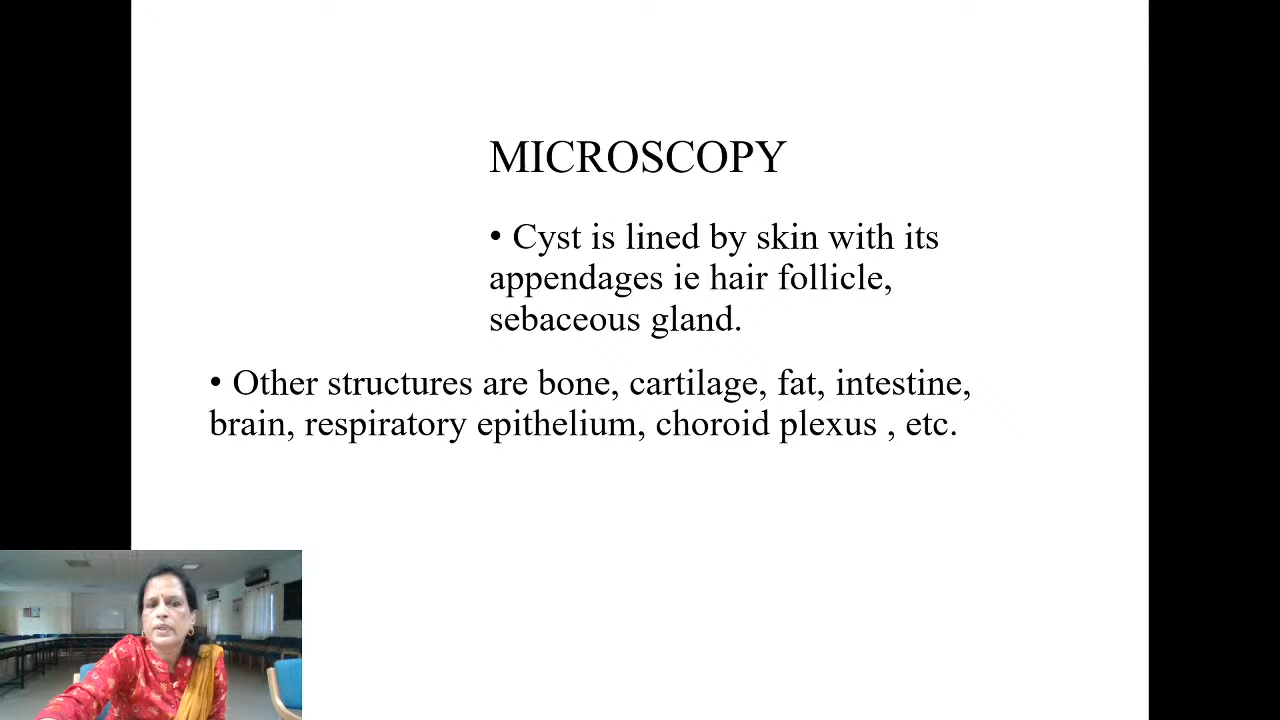 MICROSCOPY
• Cyst is lined by skin with its
appendages ie hair follicle,
sebaceous gland.
• Other structures are bone, cartilage, fat, intestine,
brain, respiratory epithelium, choroid plexus , etc.